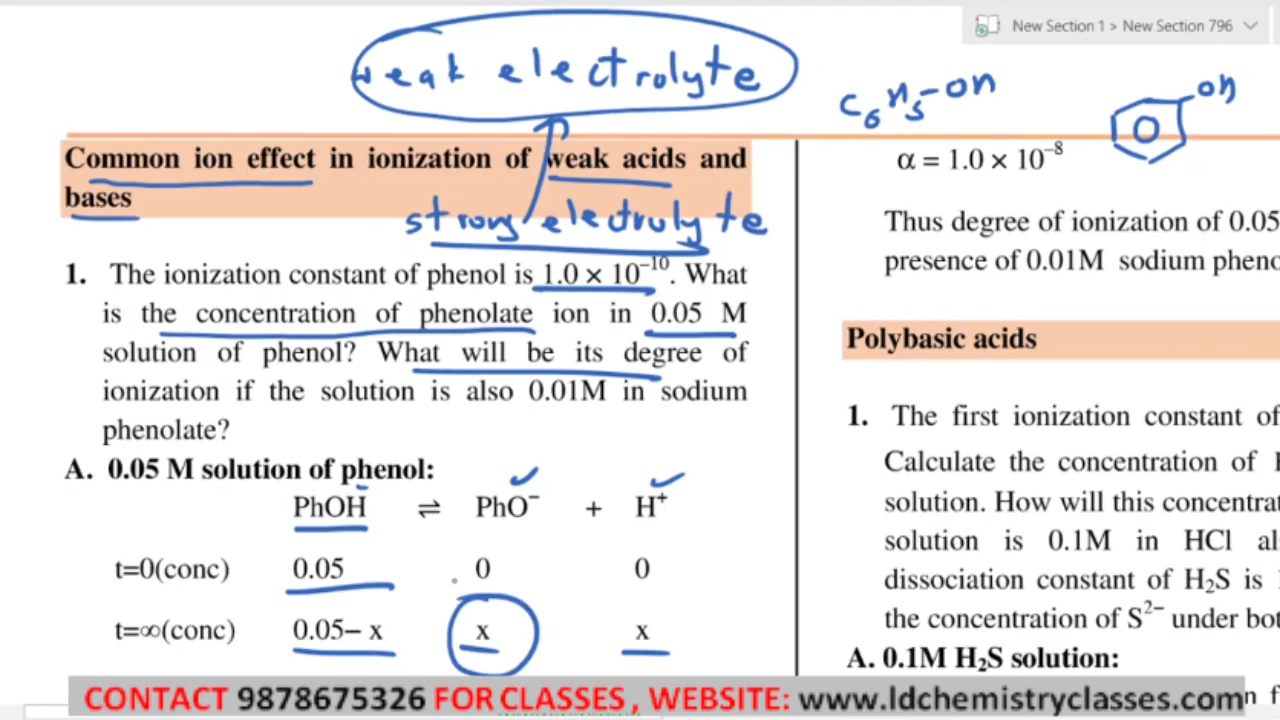 New Section 1 > New Section 796
weak electrolyte
C6H5-OH
OH
Common ion effect in ionization of weak acids and
bases
strong electrolyte
1. The ionization constant of phenol is 1.0 × 10⁻¹⁰. What
is the concentration of phenolate ion in 0.05 M
solution of phenol? What will be its degree of
ionization if the solution is also 0.01M in sodium
phenolate?
A. 0.05 M solution of phenol:
PhOH ⇌ PhO⁻ + H⁺
t=0(conc) 0.05 0 0
t=∞(conc) 0.05– x x x
α = 1.0 × 10⁻⁸
Thus degree of ionization of 0.05
presence of 0.01M sodium pheno
Polybasic acids
1. The first ionization constant of
Calculate the concentration of
solution. How will this concentrat
solution is 0.1M in HCl al
dissociation constant of H₂S is
the concentration of S²⁻ under bot
A. 0.1M H₂S solution:
CONTACT 9878675326 FOR CLASSES , WEBSITE: www.ldchemistryclasses.com